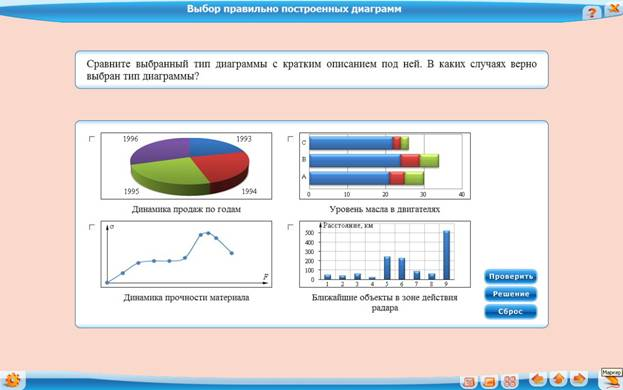 Выбор правильно построенных диаграмм
Сравните выбранный тип диаграммы с кратким описанием под ней. В каких случаях верно
выбран тип диаграммы?
1996
1993
1995
1994
Динамика продаж по годам
C
B
A
0 10 20 30 40
Уровень масла в двигателях
σ
Динамика прочности материала
Расстояние, км
500
400
300
200
100
0
1 2 3 4 5 6 7 8 9
Ближайшие объекты в зоне действия
радара
Проверить
Решение
Сброс
Маркер